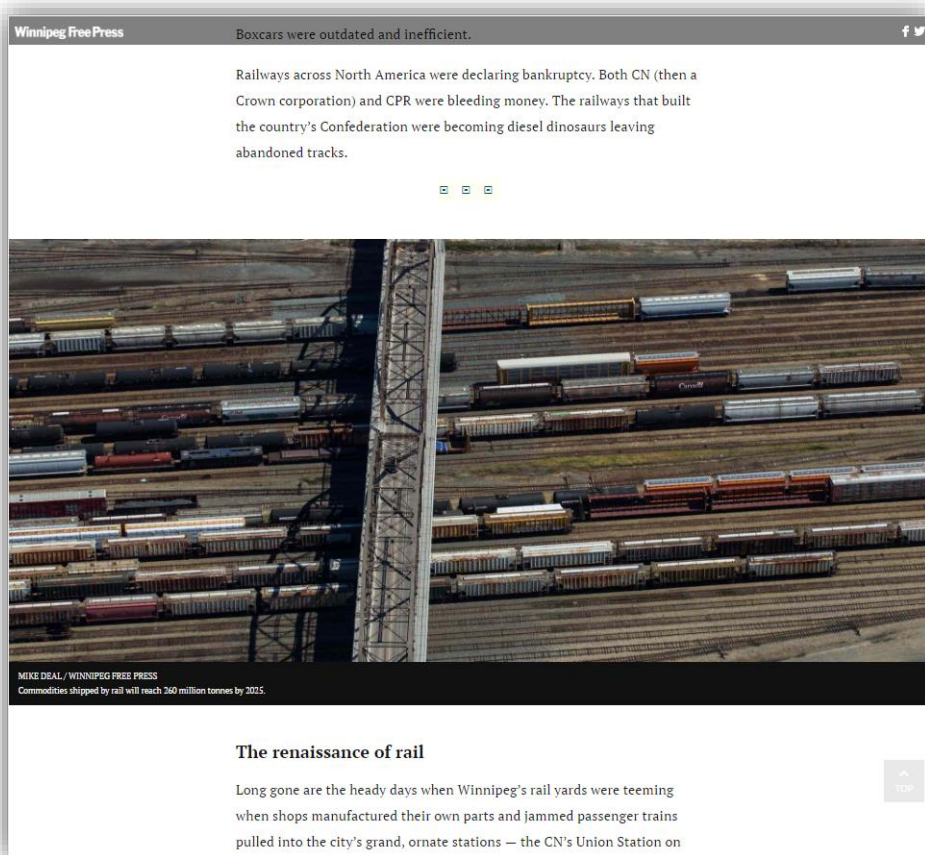 Winnipeg Free Press
Boxcars were outdated and inefficient.
Railways across North America were declaring bankruptcy. Both CN (then a
Crown corporation) and CPR were bleeding money. The railways that built
the country's Confederation were becoming diesel dinosaurs leaving
abandoned tracks.
Canada
MIKE DEAL / WINNIPEG FREE PRESS
Commodities shipped by rail will reach 260 million tonnes by 2025.
The renaissance of rail
TOP
Long gone are the heady days when Winnipeg's rail yards were teeming
when shops manufactured their own parts and jammed passenger trains
pulled into the city's grand, ornate stations — the CN's Union Station on